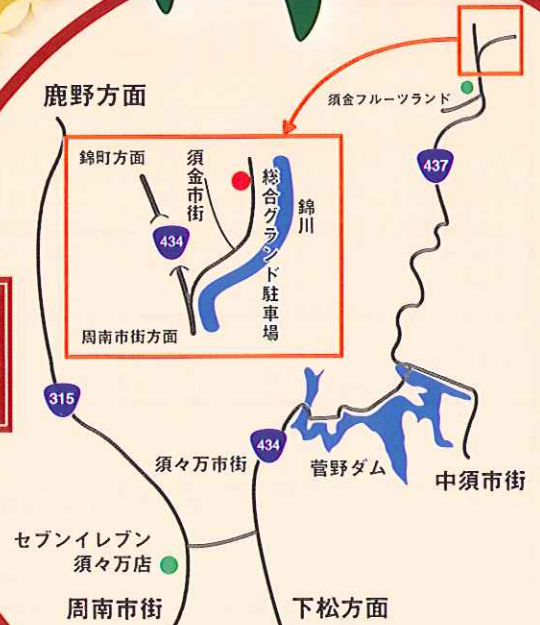 鹿野方面
須金フルーツランド
437
錦町方面
須金市街
総合グランド駐車場
錦川
434
周南市街方面
315
434
須々万市街
菅野ダム
中須市街
セブンイレブン
須々万店
周南市街
下松方面